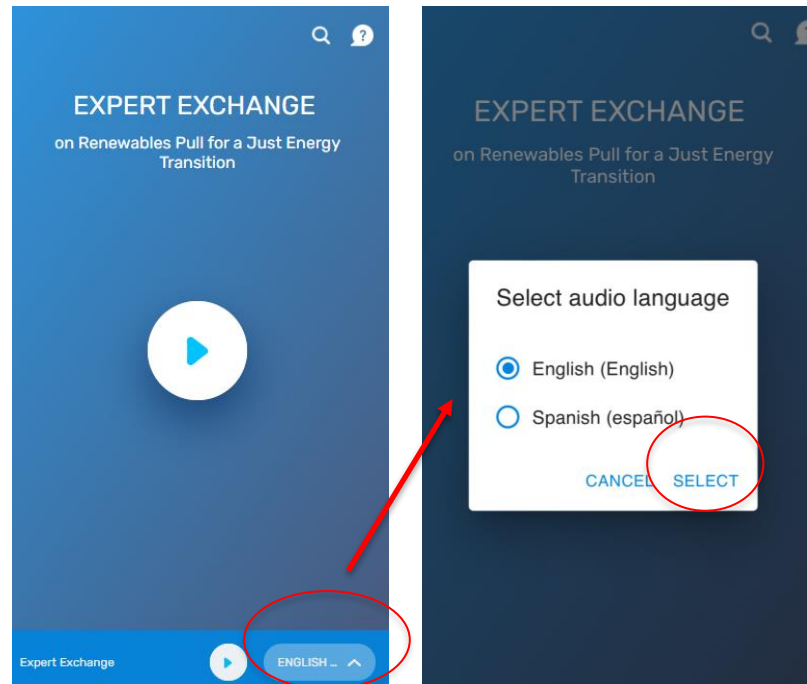 EXPERT EXCHANGE
on Renewables Pull for a Just Energy
Transition
Expert Exchange
ENGLISH ...
EXPERT EXCHANGE
on Renewables Pull for a Just Energy
Transition
Select audio language
English (English)
Spanish (español)
CANCEL SELECT